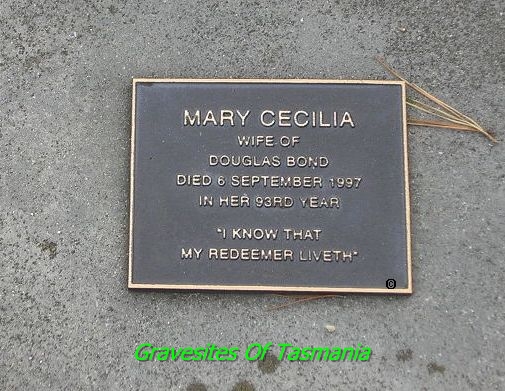 MARY CECILIA
WIFE OF
DOUGLAS BOND
DIED 6 SEPTEMBER 1997
IN HER 93RD YEAR
"I KNOW THAT
MY REDEEMER LIVETH"
©
Gravesites Of Tasmania